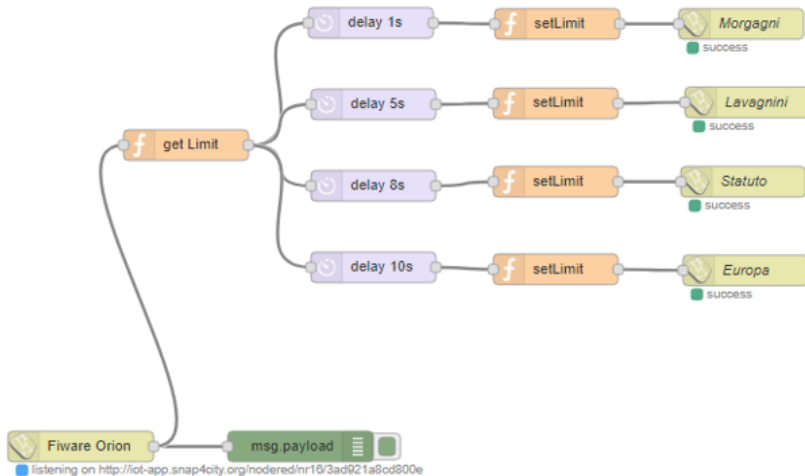 delay 1s
setLimit
Morgagni
success
delay 5s
setLimit
Lavagnini
success
get Limit
delay 8s
setLimit
Statuto
success
delay 10s
setLimit
Europa
success
Fiware Orion
msg.payload
listening on http://iot-app.snap4city.org/nodered/nr16/3ad921a8cd800e